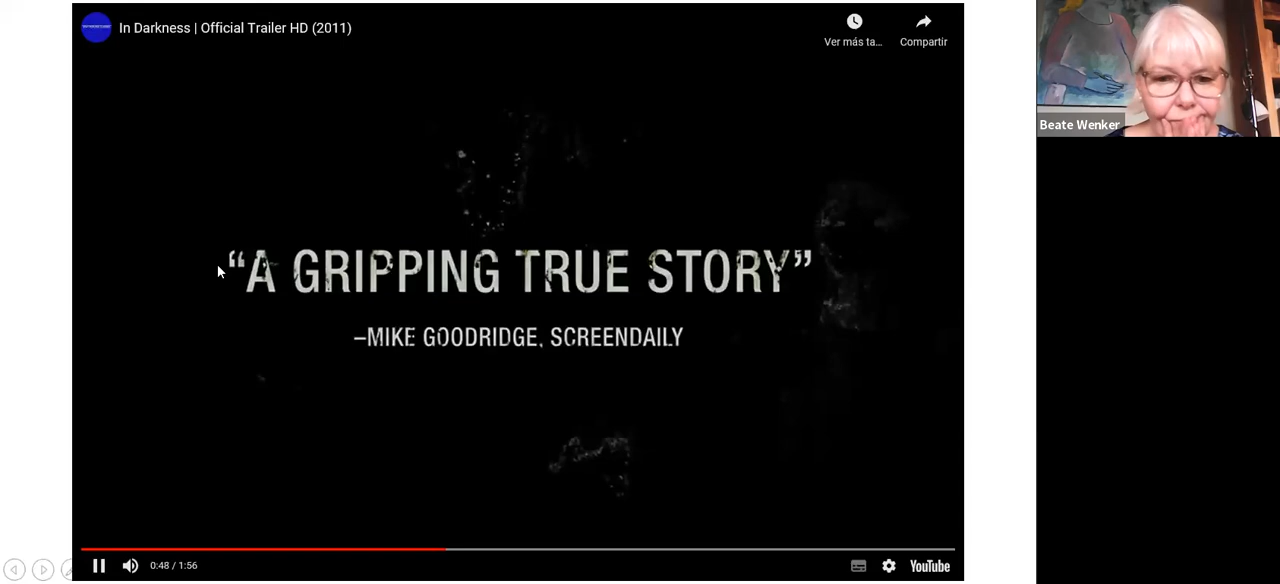 In Darkness | Official Trailer HD (2011)
Ver más ta...
Compartir
Beate Wenker
“A GRIPPING TRUE STORY”
–MIKE GOODRIDGE, SCREENDAILY
0:48 / 1:56
YouTube